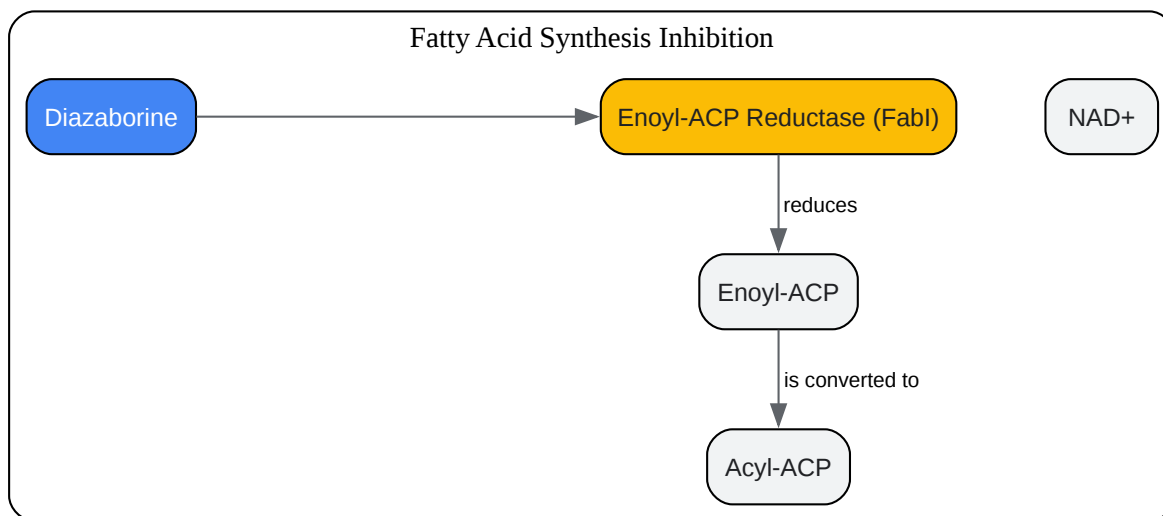 Fatty Acid Synthesis Inhibition
Diazaborine
Enoyl-ACP Reductase (FabI)
NAD+
reduces
Enoyl-ACP
is converted to
Acyl-ACP